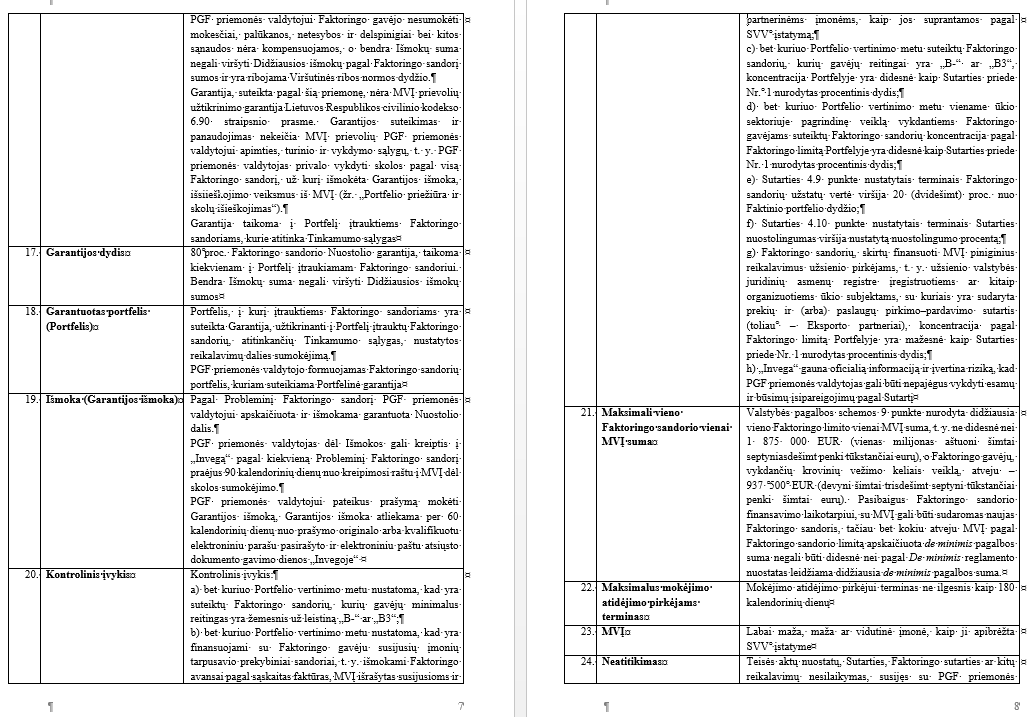 PGF priemonės valdytojui Faktoringo gavėjo nesumokėti
mokesčiai, palūkanos, netesybos ir delspinigiai bei kitos
sąnaudos nėra kompensuojamos, o bendra Išmokų suma
negali viršyti Didžiausios išmokų pagal Faktoringo sandorį
sumos ir yra ribojama Viršutinės ribos normos dydžio.¶
Garantija, suteikta pagal šią priemonę, nėra MVĮ prievolių
užtikrinimo garantija Lietuvos Respublikos civilinio kodekso
6.90 straipsnio prasme. Garantijos suteikimas ir
panaudojimas nekeičia MVĮ prievolių PGF priemonės
valdytojui apimties, turinio ir vykdymo sąlygų, t. y. PGF
priemonės valdytojas privalo vykdyti skolos pagal visą
Faktoringo sandorį, už kurį išmokėta Garantijos išmoka,
išsiieškojimo veiksmus iš MVĮ (žr. „Portfelio priežiūra ir
skolų išieškojimas“).¶
Garantija taikoma į Portfelį įtrauktiems Faktoringo
sandoriams, kurie atitinka Tinkamumo sąlygas¤
17. Garantijos dydis¤
80°proc. Faktoringo sandorio Nuostolio garantija, taikoma
kiekvienam į Portfelį įtraukiamam Faktoringo sandoriui.
Bendra Išmokų suma negali viršyti Didžiausios išmokų
sumos¤
18. Garantuotas portfelis
(Portfelis)¤
Portfelis, į kurį įtrauktiems Faktoringo sandoriams yra
suteikta Garantija, užtikrinanti į Portfelį įtrauktų Faktoringo
sandorių, atitinkančių Tinkamumo sąlygas, nustatytos
reikalavimų dalies sumokėjimą.¶
PGF priemonės valdytojo formuojamas Faktoringo sandorių
portfelis, kuriam suteikiama Portfelinė garantija¤
19. Išmoka (Garantijos išmoka)¤
Pagal Probleminį Faktoringo sandorį PGF priemonės
valdytojui apskaičiuota ir išmokama garantuota Nuostolio
dalis.¶
PGF priemonės valdytojas dėl Išmokos gali kreiptis į
„Invegą“ pagal kiekvieną Probleminį Faktoringo sandorį
praėjus 90 kalendorinių dienų nuo kreipimosi raštu į MVĮ dėl
skolos sumokėjimo.¶
PGF priemonės valdytojui pateikus prašymą mokėti
Garantijos išmoką, Garantijos išmoka atliekama per 60
kalendorinių dienų nuo prašymo originalo arba kvalifikuotu
elektroniniu parašu pasirašyto ir elektroniniu paštu atsiųsto
dokumento gavimo dienos „Invegoje“ ¤
20. Kontrolinis įvykis¤
Kontrolinis įvykis:¶
a) bet kuriuo Portfelio vertinimo metu nustatoma, kad yra
suteiktų Faktoringo sandorių, kurių gavėjų minimalus
reitingas yra žemesnis už leistiną „B-“ ar „B3“;¶
b) bet kuriuo Portfelio vertinimo metu nustatoma, kad yra
finansuojami su Faktoringo gavėju susijusių įmonių
tarpusavio prekybiniai sandoriai, t. y. išmokami Faktoringo
avansai pagal sąskaitas faktūras, MVĮ išrašytas susijusioms ir
¶ 7
partnerinėms įmonėms, kaip jos suprantamos pagal
SVV°įstatymą;¶
c) bet kuriuo Portfelio vertinimo metu suteiktų Faktoringo
sandorių, kurių gavėjų reitingai yra „B-“ ar „B3“,
koncentracija Portfelyje yra didesnė kaip Sutarties priede
Nr.°1 nurodytas procentinis dydis;¶
d) bet kuriuo Portfelio vertinimo metu viename ūkio
sektoriuje pagrindinę veiklą vykdantiems Faktoringo
gavėjams suteiktų Faktoringo sandorių koncentracija pagal
Faktoringo limitą Portfelyje yra didesnė kaip Sutarties priede
Nr. 1 nurodytas procentinis dydis;¶
e) Sutarties 4.9 punkte nustatytais terminais Faktoringo
sandorių užstatų vertė viršija 20 (dvidešimt) proc. nuo
Faktinio portfelio dydžio;¶
f) Sutarties 4.10 punkte nustatytais terminais Sutarties
nuostolingumas viršija nustatytą nuostolingumo procentą;¶
g) Faktoringo sandorių, skirtų finansuoti MVĮ piniginius
reikalavimus užsienio pirkėjams, t. y. užsienio valstybės
juridinių asmenų registre įregistruotiems ar kitaip
organizuotiems ūkio subjektams, su kuriais yra sudaryta
prekių ir (arba) paslaugų pirkimo–pardavimo sutartis
(toliau° – Eksporto partneriai), koncentracija pagal
Faktoringo limitą Portfelyje yra mažesnė kaip Sutarties
priede Nr. 1 nurodytas procentinis dydis;¶
h) „Invega“ gauna oficialią informaciją ir įvertina riziką, kad
PGF priemonės valdytojas gali būti nepajėgus vykdyti esamų
ir būsimų įsipareigojimų pagal Sutartį¤
21. Maksimali vieno
Faktoringo sandorio vienai
MVĮ suma¤
Valstybės pagalbos schemos 9 punkte nurodyta didžiausia
vieno Faktoringo limito vienai MVĮ suma, t. y. ne didesnė nei
1 875 000 EUR (vienas milijonas aštuoni šimtai
septyniasdešimt penki tūkstančiai eurų), o Faktoringo gavėjų,
vykdančių krovinių vežimo keliais veiklą, atveju –
937 °500° EUR (devyni šimtai trisdešimt septyni tūkstančiai
penki šimtai eurų). Pasibaigus Faktoringo sandorio
finansavimo laikotarpiui, su MVĮ gali būti sudaromas naujas
Faktoringo sandoris, tačiau bet kokiu atveju MVĮ pagal
Faktoringo sandorio limitą apskaičiuota de minimis pagalbos
suma negali būti didesnė nei pagal De minimis reglamento
nuostatas leidžiama didžiausia de minimis pagalbos suma.¤
22. Maksimalus mokėjimo
atidėjimo pirkėjams
terminas¤
Mokėjimo atidėjimo pirkėjui terminas ne ilgesnis kaip 180
kalendorinių dienų¤
23. MVĮ¤
Labai maža, maža ar vidutinė įmonė, kaip ji apibrėžta
SVV°įstatyme¤
24. Neatitikimas¤
Teisės aktų nuostatų, Sutarties, Faktoringo sutarties ar kitų
reikalavimų nesilaikymas, susijęs su PGF priemonės
¶ 8